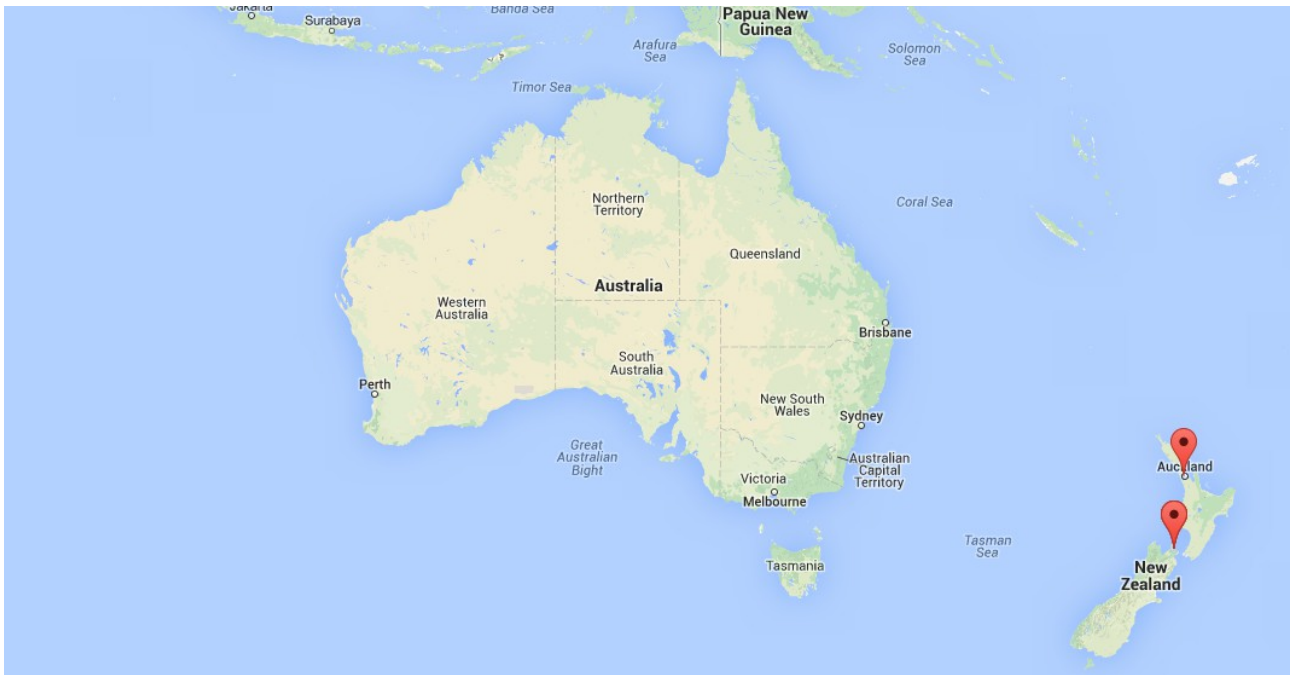 Jakarta
Surabaya
Banda Sea
Papua New
Guinea
Arafura
Sea
Solomon
Sea
Timor Sea
Northern
Territory
Coral Sea
Queensland
Australia
Western
Australia
Brisbane
South
Australia
Perth
New South
Wales
Sydney
Great
Australian
Bight
Australian
Capital
Territory
Victoria
Melbourne
Auckland
Tasman
Sea
Tasmania
New
Zealand